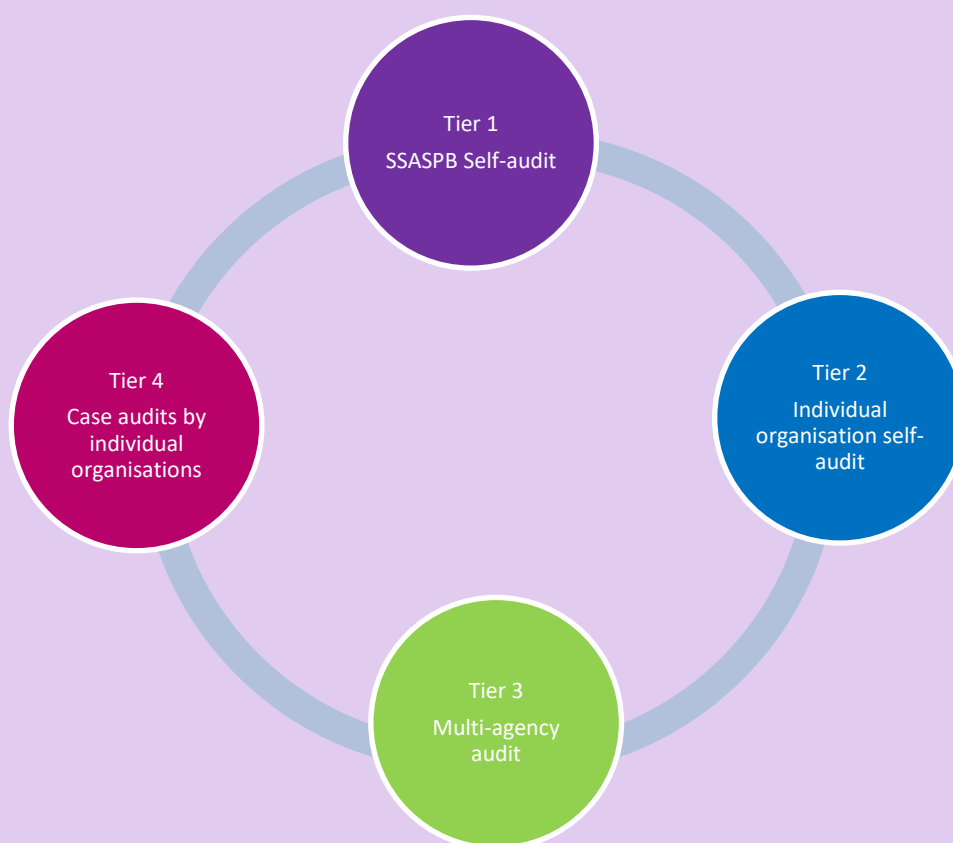 Tier 1
SSASPB Self-audit
Tier 2
Individual
organisation self-
audit
Tier 3
Multi-agency
audit
Tier 4
Case audits by
individual
organisations